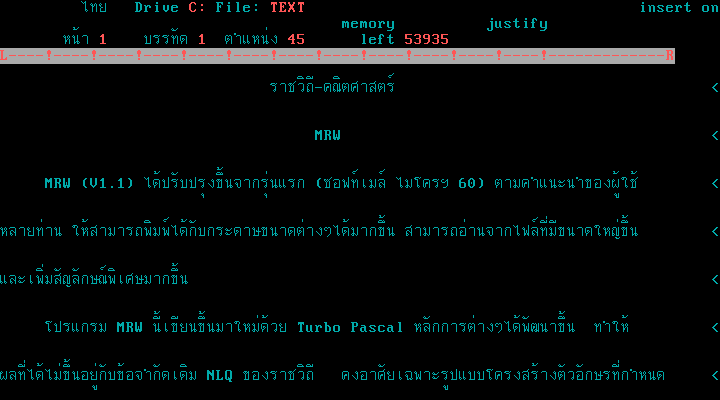 ไทย Drive C: File: TEXT insert on
memory justify
หน้า 1 บรรทัด 1 ตำแหน่ง 45 left 53935
L----!----!----!----!----!----!----!----!----!----!----!----!-------------R
ราชวิถี-คณิตศาสตร์ <
MRW <
MRW (V1.1) ได้ปรับปรุงขึ้นจากรุ่นแรก (ซอฟท์เมล์ ไมโครฯ 60) ตามคำแนะนำของผู้ใช้ <
หลายท่าน ให้สามารถพิมพ์ได้กับกระดาษขนาดต่างๆได้มากขึ้น สามารถอ่านจากไฟล์ที่มีขนาดใหญ่ขึ้น <
และเพิ่มสัญลักษณ์พิเศษมากขึ้น <
โปรแกรม MRW นี้เขียนขึ้นมาใหม่ด้วย Turbo Pascal หลักการต่างๆได้พัฒนาขึ้น ทำให้ <
ผลที่ได้ไม่ขึ้นอยู่กับข้อจำกัดเดิม NLQ ของราชวิถี คงอาศัยเฉพาะรูปแบบโครงสร้างตัวอักษรที่กำหนด <